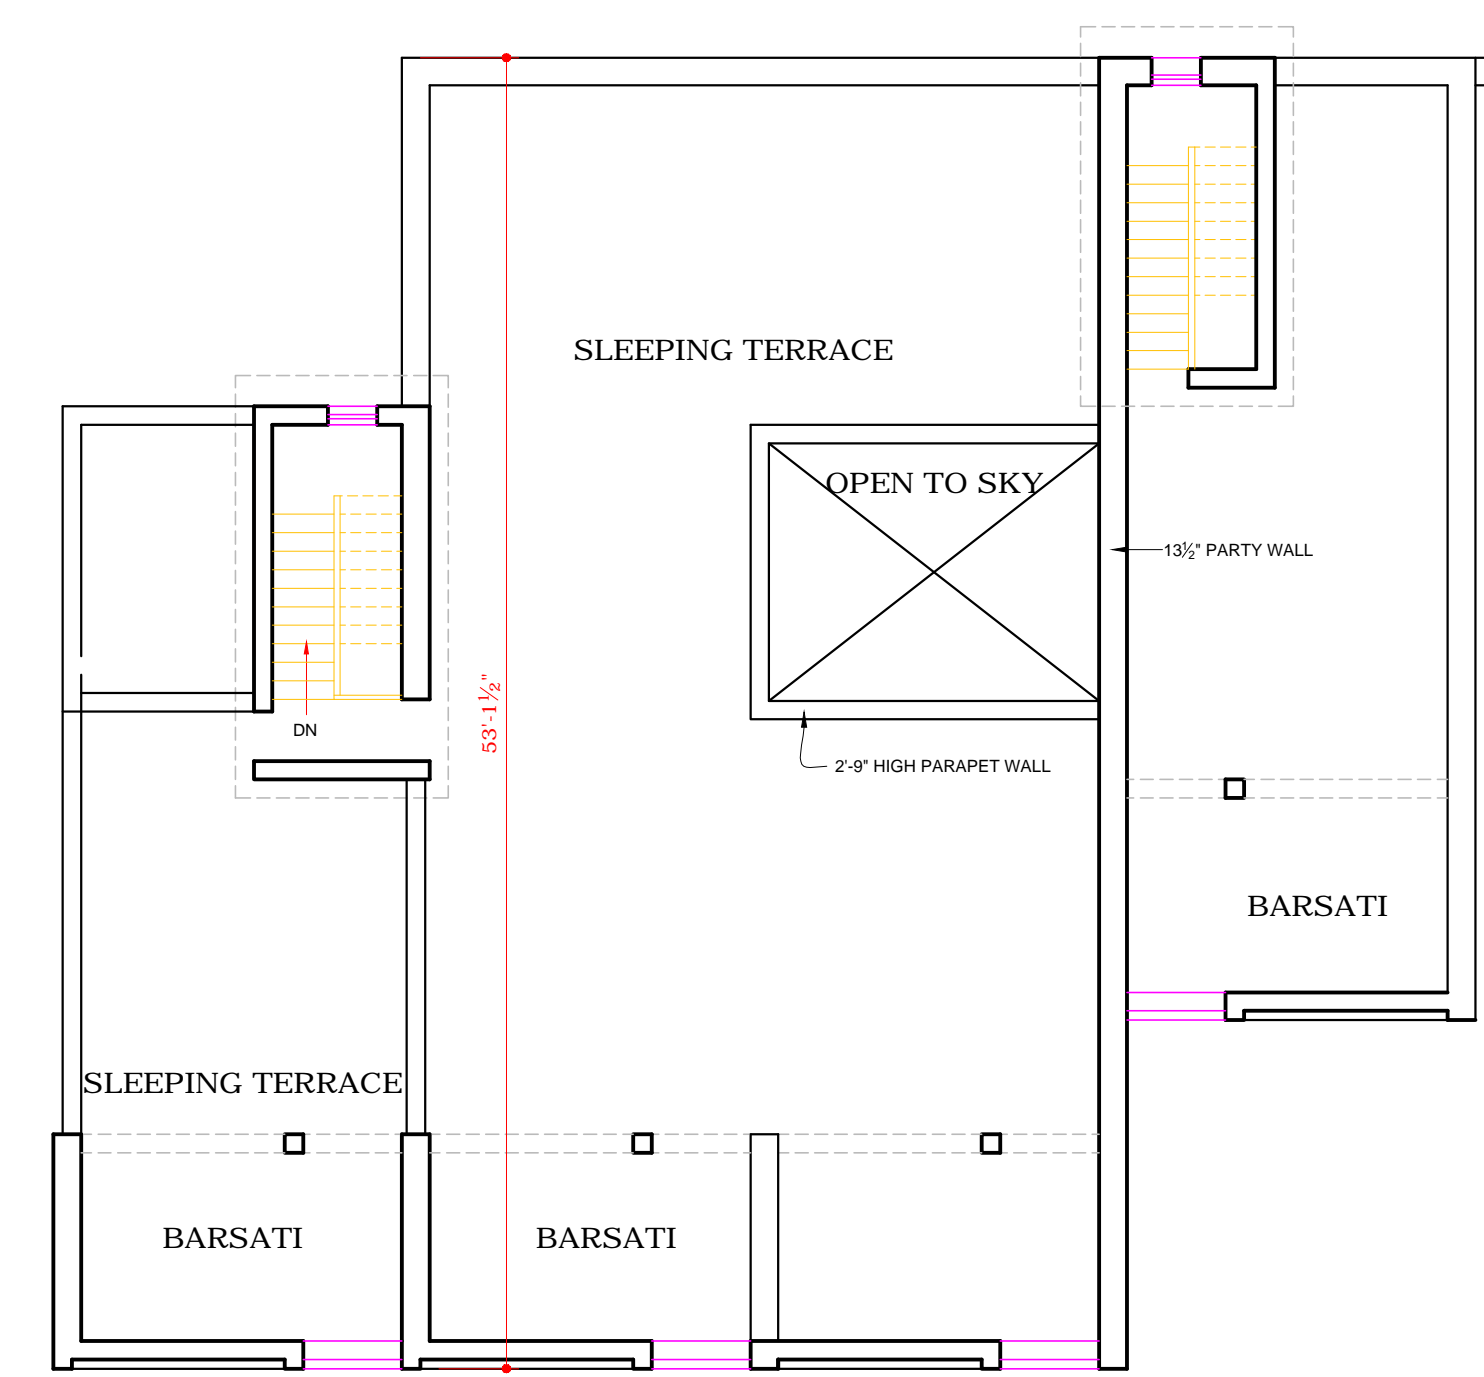 SLEEPING TERRACE
OPEN TO SKY
13½" PARTY WALL
53'-1½"
DN
2'-9" HIGH PARAPET WALL
BARSATI
SLEEPING TERRACE
BARSATI
BARSATI